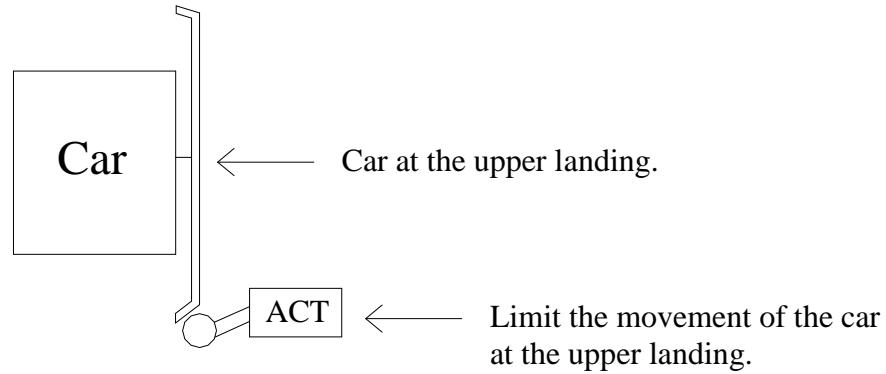 Car
Car at the upper landing.
ACT
Limit the movement of the car
at the upper landing.